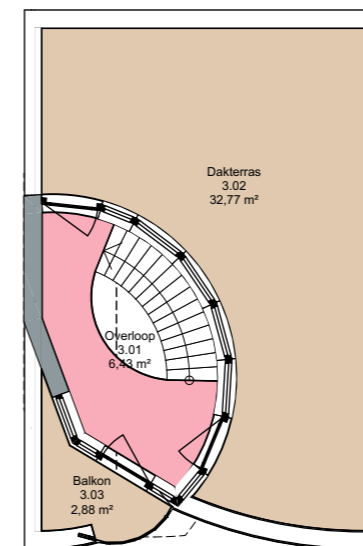 Dakterras
3.02
32,77 m²
Overloop
3.01
6,43 m²
Balkon
3.03
2,88 m²